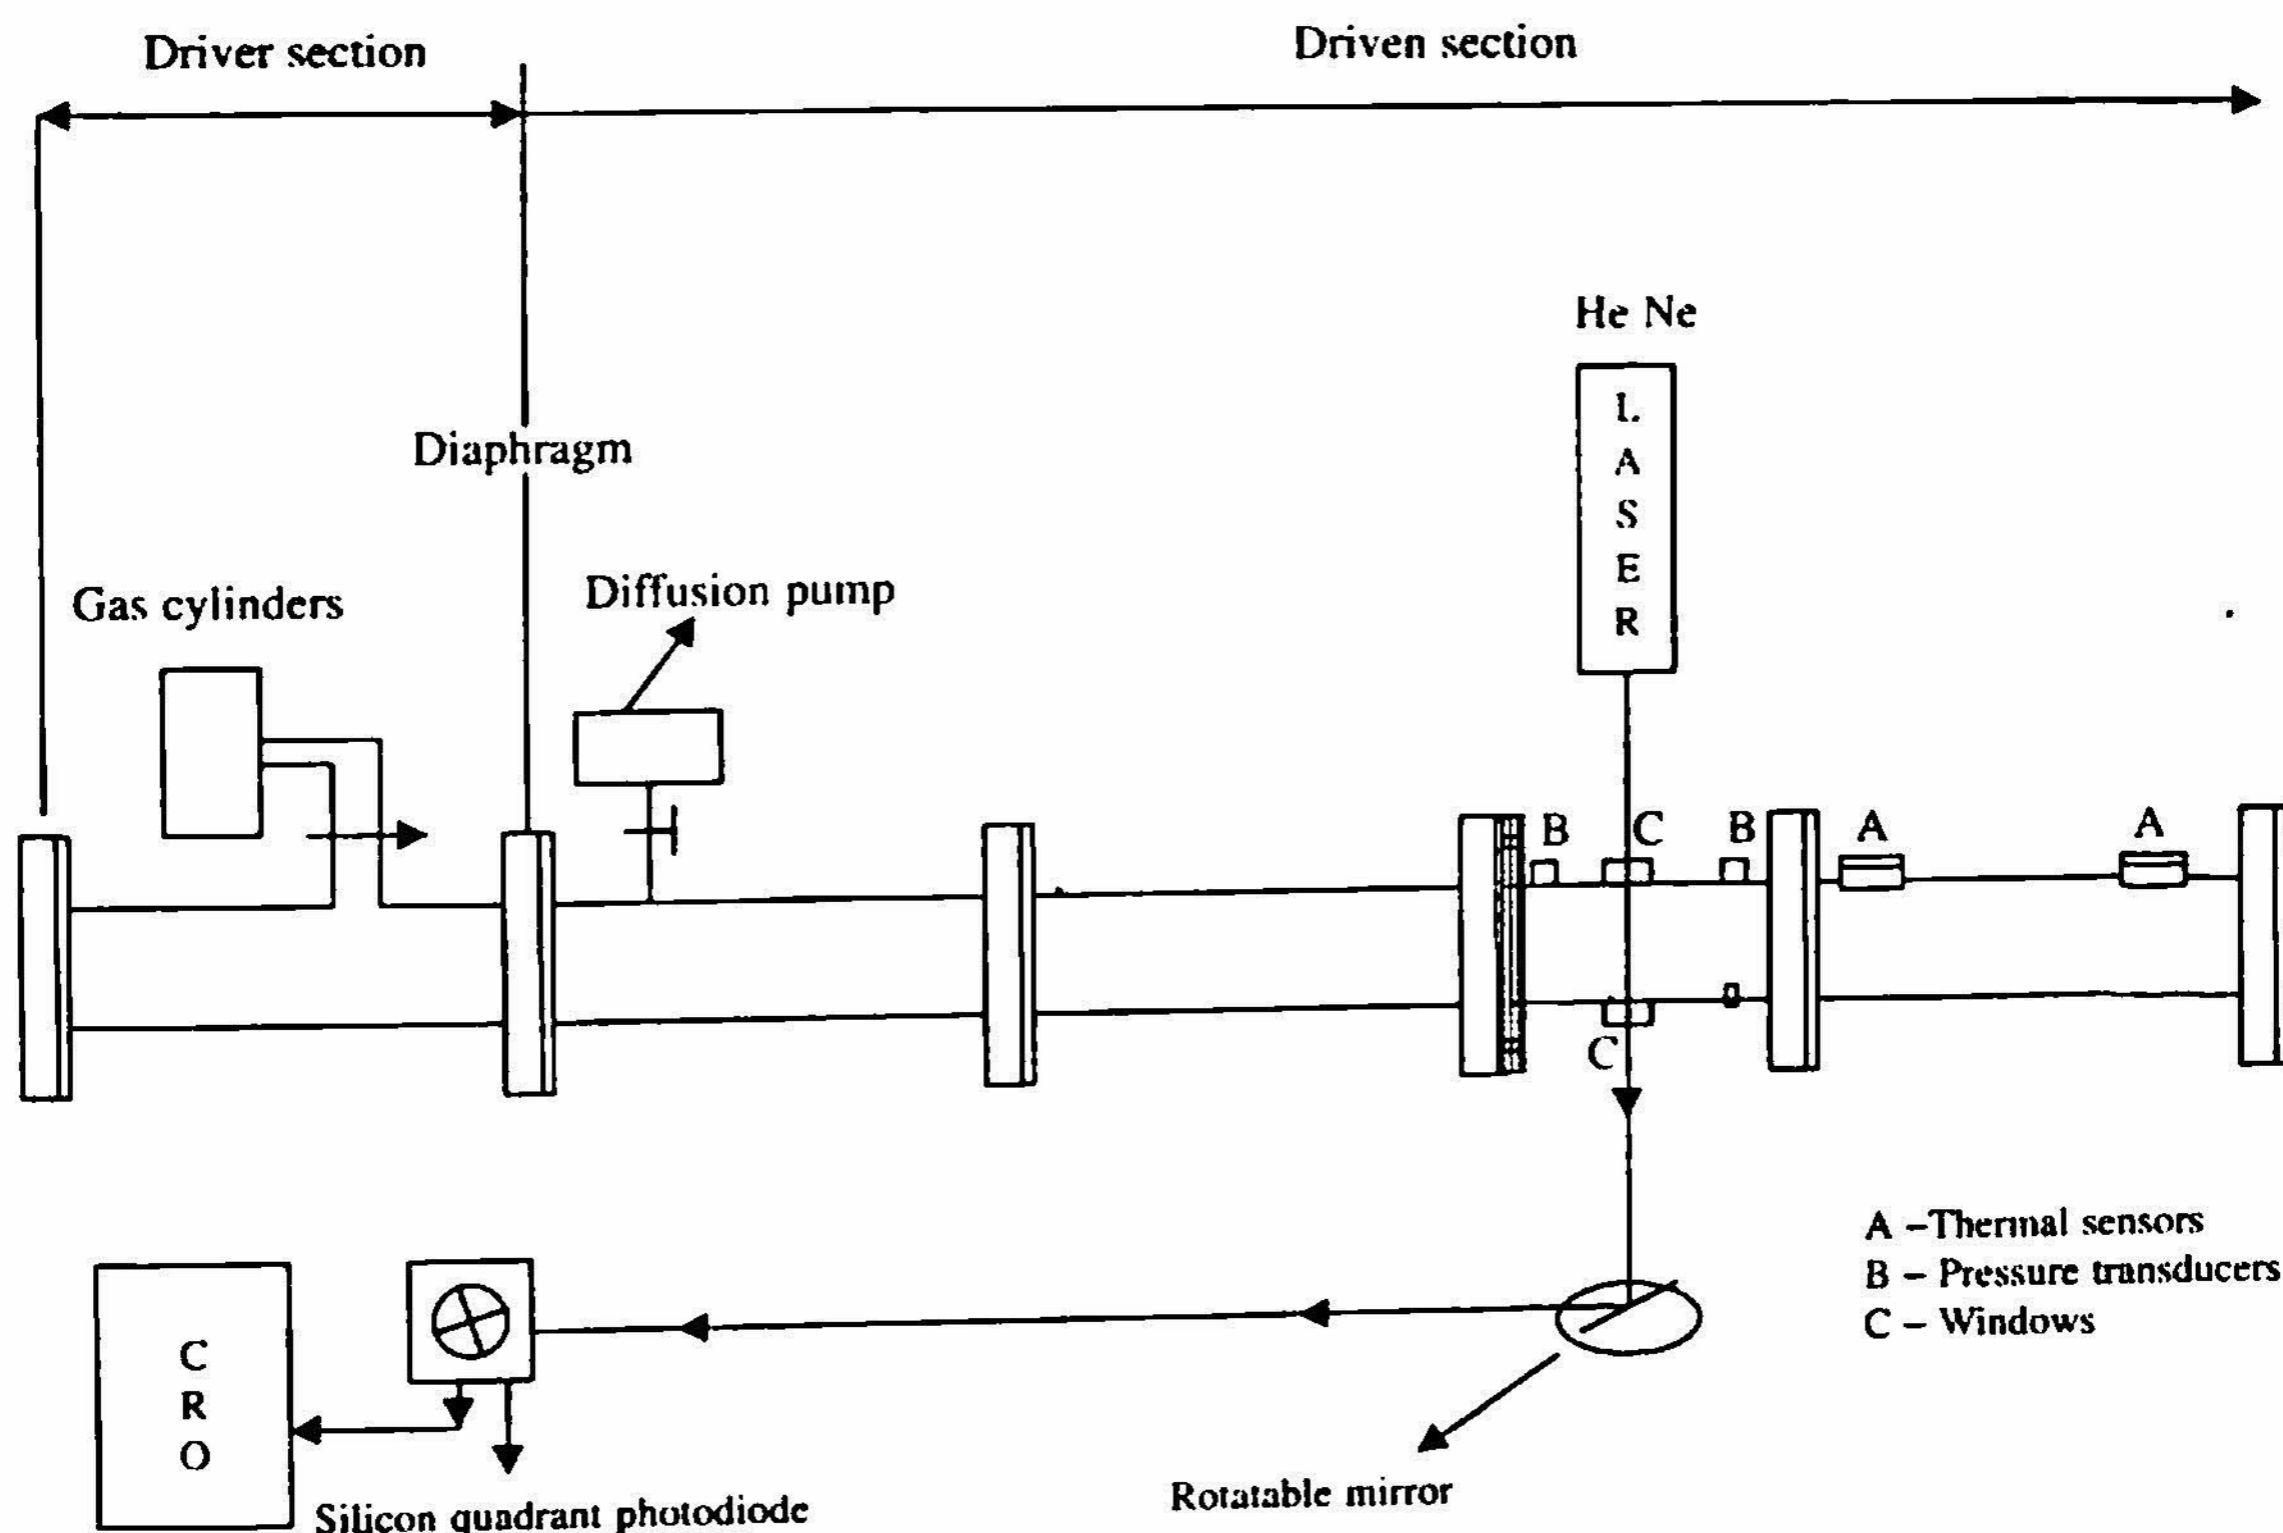 Driver section
Driven section
He Ne
L
A
S
E
R
Diaphragm
Gas cylinders
Diffusion pump
B
C
B
A
A
C
A –Thermal sensors
B – Pressure transducers
C – Windows
C
R
O
Rotatable mirror
Silicon quadrant photodiode